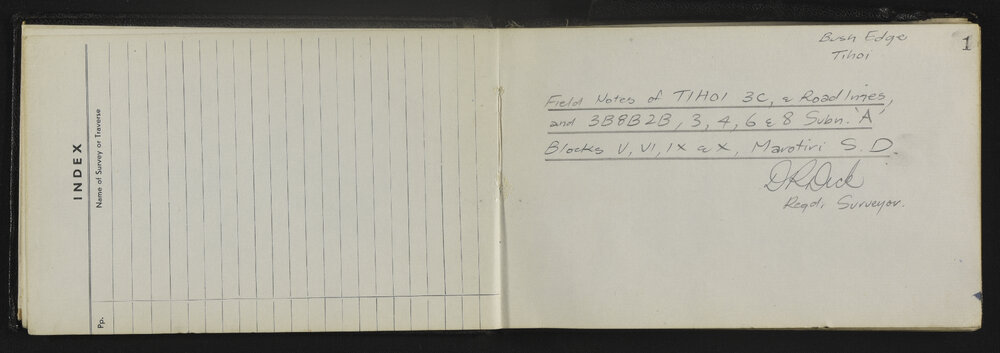 INDEX
Name of Survey or Traverse
Pp.
1
Bush Edge
Tihoi
Field Notes of TIHOI 3C, & Road Lines,
and 3B8B2B, 3, 4, 6 & 8 Subn. 'A'
Blocks V, VI, IX & X, Marotiri S. D.
D.R. Dick
Regd. Surveyor.